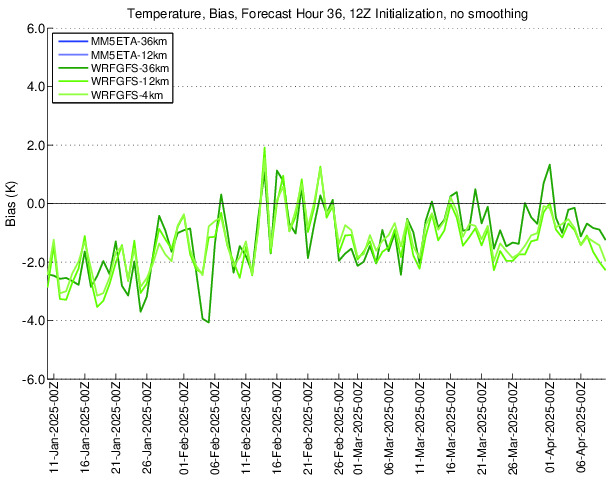 Temperature, Bias, Forecast Hour 36, 12Z Initialization, no smoothing
6.0
4.0
2.0
0.0
-2.0
-4.0
-6.0
Bias (K)
MM5ETA-36km
MM5ETA-12km
WRFGFS-36km
WRFGFS-12km
WRFGFS-4km
11-Jan-2025-00Z
16-Jan-2025-00Z
21-Jan-2025-00Z
26-Jan-2025-00Z
01-Feb-2025-00Z
06-Feb-2025-00Z
11-Feb-2025-00Z
16-Feb-2025-00Z
21-Feb-2025-00Z
26-Feb-2025-00Z
01-Mar-2025-00Z
06-Mar-2025-00Z
11-Mar-2025-00Z
16-Mar-2025-00Z
21-Mar-2025-00Z
26-Mar-2025-00Z
01-Apr-2025-00Z
06-Apr-2025-00Z